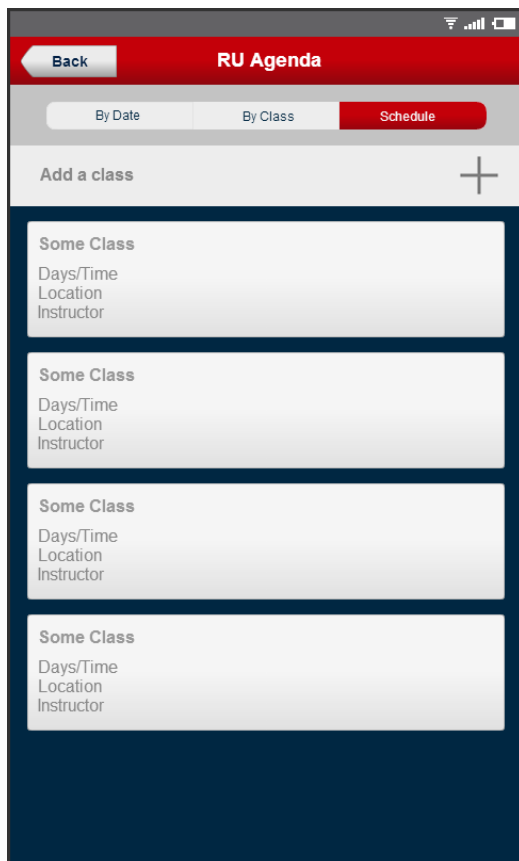 Back
RU Agenda
By Date
By Class
Schedule
Add a class
Some Class
Days/Time
Location
Instructor
Some Class
Days/Time
Location
Instructor
Some Class
Days/Time
Location
Instructor
Some Class
Days/Time
Location
Instructor